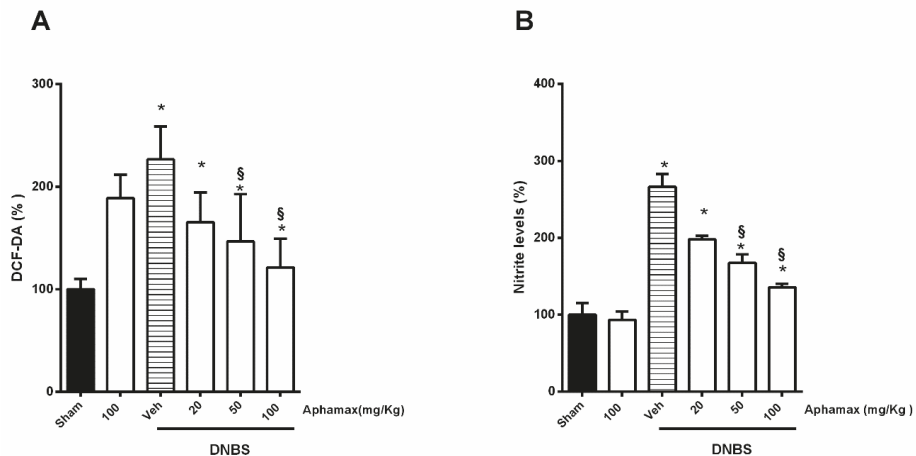 A
300
200
100
0
DCF-DA (% )
*
*
§
*
§
*
Sham
100
Veh
20
50
100
Aphamax(mg/Kg)
DNBS
B
400
300
200
100
0
Nitrite levels (%)
*
*
§
*
§
*
Sham
100
Veh
20
50
100
Aphamax(mg/Kg )
DNBS